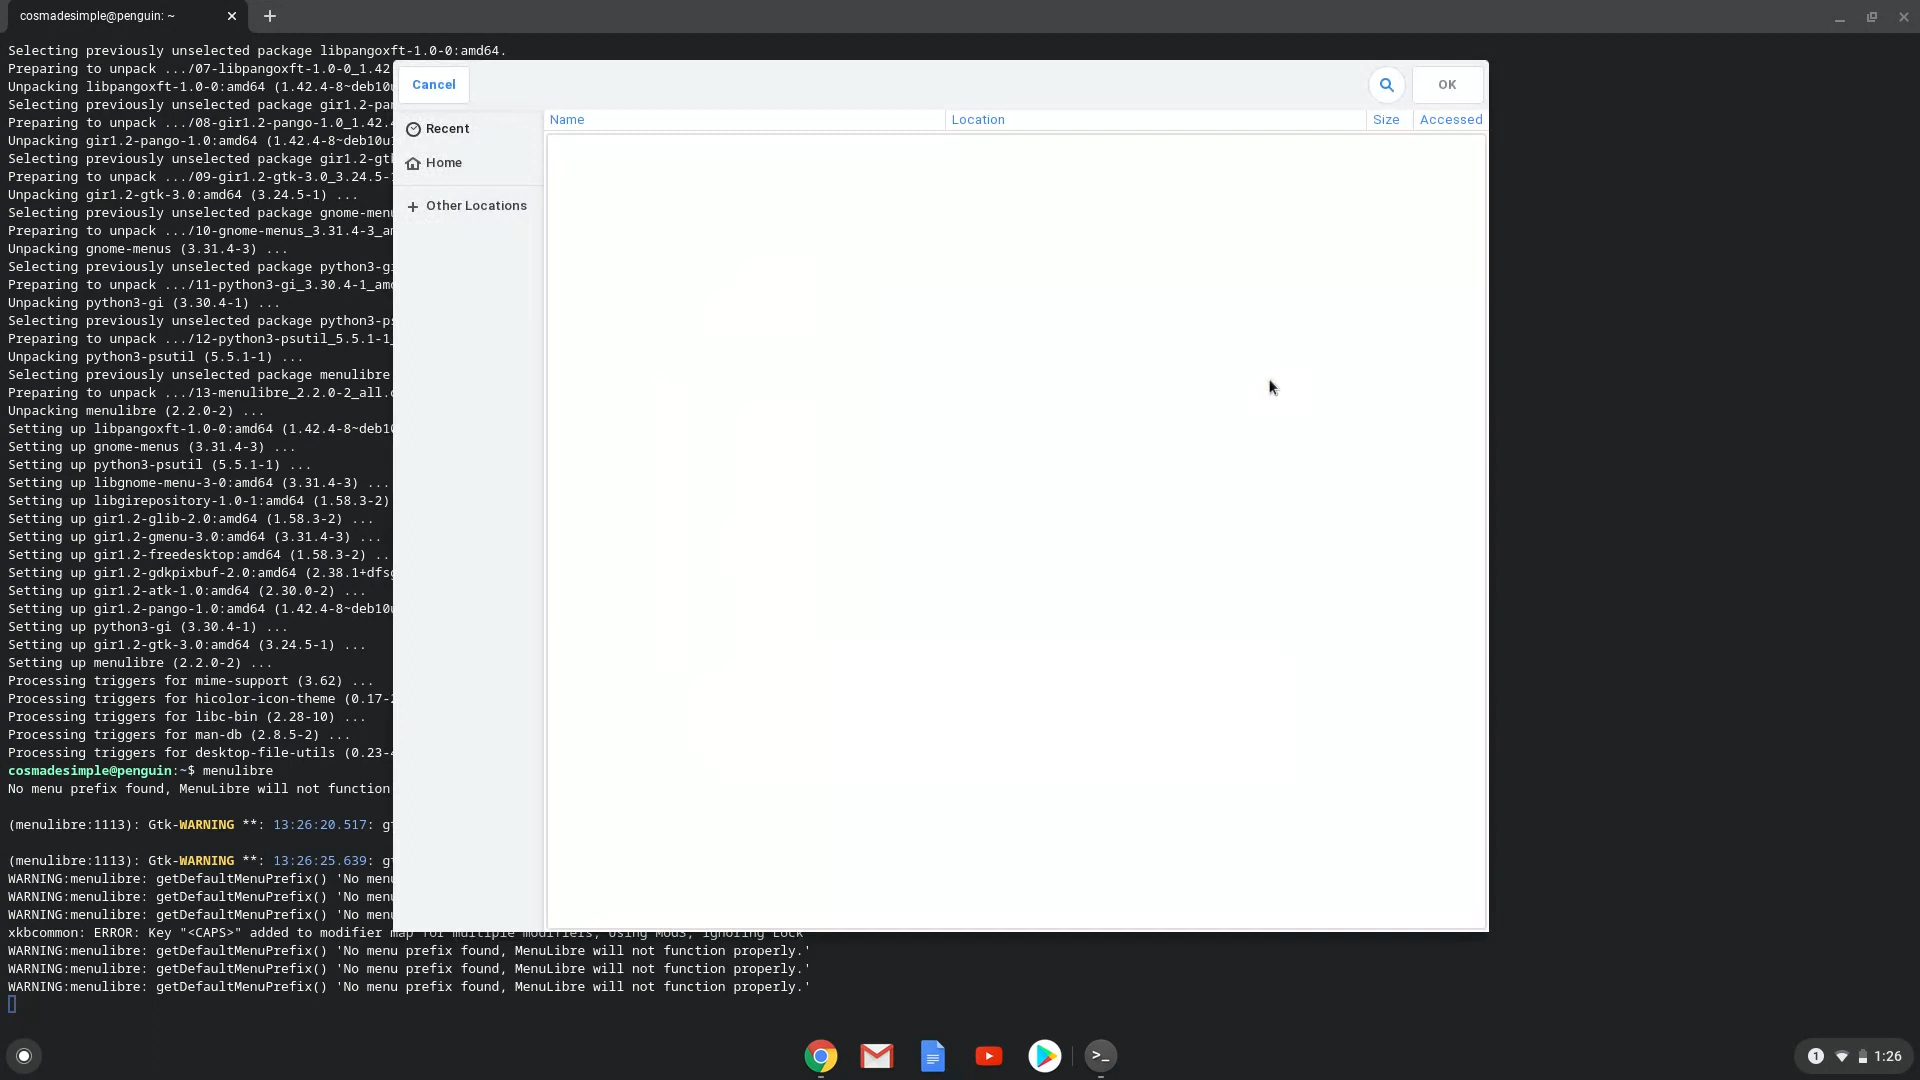 cosmadesimple@penguin: ~
Selecting previously unselected package libpangoxft-1.0-0:amd64.
Preparing to unpack .../07-libpangoxft-1.0-0_1.42
Unpacking libpangoxft-1.0-0:amd64 (1.42.4-8~deb10
Selecting previously unselected package gir1.2-pan
Preparing to unpack .../08-gir1.2-pango-1.0_1.42.4
Unpacking gir1.2-pango-1.0:amd64 (1.42.4-8~deb10u
Selecting previously unselected package gir1.2-gt
Preparing to unpack .../09-gir1.2-gtk-3.0_3.24.5-
Unpacking gir1.2-gtk-3.0:amd64 (3.24.5-1) ...
Selecting previously unselected package gnome-menu
Preparing to unpack .../10-gnome-menus_3.31.4-3_a
Unpacking gnome-menus (3.31.4-3) ...
Selecting previously unselected package python3-g
Preparing to unpack .../11-python3-gi_3.30.4-1_am
Unpacking python3-gi (3.30.4-1) ...
Selecting previously unselected package python3-p
Preparing to unpack .../12-python3-psutil_5.5.1-1
Unpacking python3-psutil (5.5.1-1) ...
Selecting previously unselected package menulibre
Preparing to unpack .../13-menulibre_2.2.0-2_all.
Unpacking menulibre (2.2.0-2) ...
Setting up libpangoxft-1.0-0:amd64 (1.42.4-8~deb10
Setting up gnome-menus (3.31.4-3) ...
Setting up python3-psutil (5.5.1-1) ...
Setting up libgnome-menu-3-0:amd64 (3.31.4-3) ...
Setting up libgirepository-1.0-1:amd64 (1.58.3-2)
Setting up gir1.2-glib-2.0:amd64 (1.58.3-2) ...
Setting up gir1.2-gmenu-3.0:amd64 (3.31.4-3) ...
Setting up gir1.2-freedesktop:amd64 (1.58.3-2) ..
Setting up gir1.2-gdkpixbuf-2.0:amd64 (2.38.1+dfs
Setting up gir1.2-atk-1.0:amd64 (2.30.0-2) ...
Setting up gir1.2-pango-1.0:amd64 (1.42.4-8~deb10u
Setting up python3-gi (3.30.4-1) ...
Setting up gir1.2-gtk-3.0:amd64 (3.24.5-1) ...
Setting up menulibre (2.2.0-2) ...
Processing triggers for mime-support (3.62) ...
Processing triggers for hicolor-icon-theme (0.17-
Processing triggers for libc-bin (2.28-10) ...
Processing triggers for man-db (2.8.5-2) ...
Processing triggers for desktop-file-utils (0.23-
cosmadesimple@penguin:~$ menulibre
No menu prefix found, MenuLibre will not function
(menulibre:1113): Gtk-WARNING **: 13:26:20.517: g
(menulibre:1113): Gtk-WARNING **: 13:26:25.639: g
WARNING:menulibre: getDefaultMenuPrefix() 'No menu
WARNING:menulibre: getDefaultMenuPrefix() 'No menu
WARNING:menulibre: getDefaultMenuPrefix() 'No menu
xkbcommon: ERROR: Key "<CAPS>" added to modifier map for multiple modifiers; Using Mod3, Ignoring Lock
WARNING:menulibre: getDefaultMenuPrefix() 'No menu prefix found, MenuLibre will not function properly.'
WARNING:menulibre: getDefaultMenuPrefix() 'No menu prefix found, MenuLibre will not function properly.'
WARNING:menulibre: getDefaultMenuPrefix() 'No menu prefix found, MenuLibre will not function properly.'
Cancel
OK
Recent
Home
Other Locations
Name Location Size Accessed
1 1:26